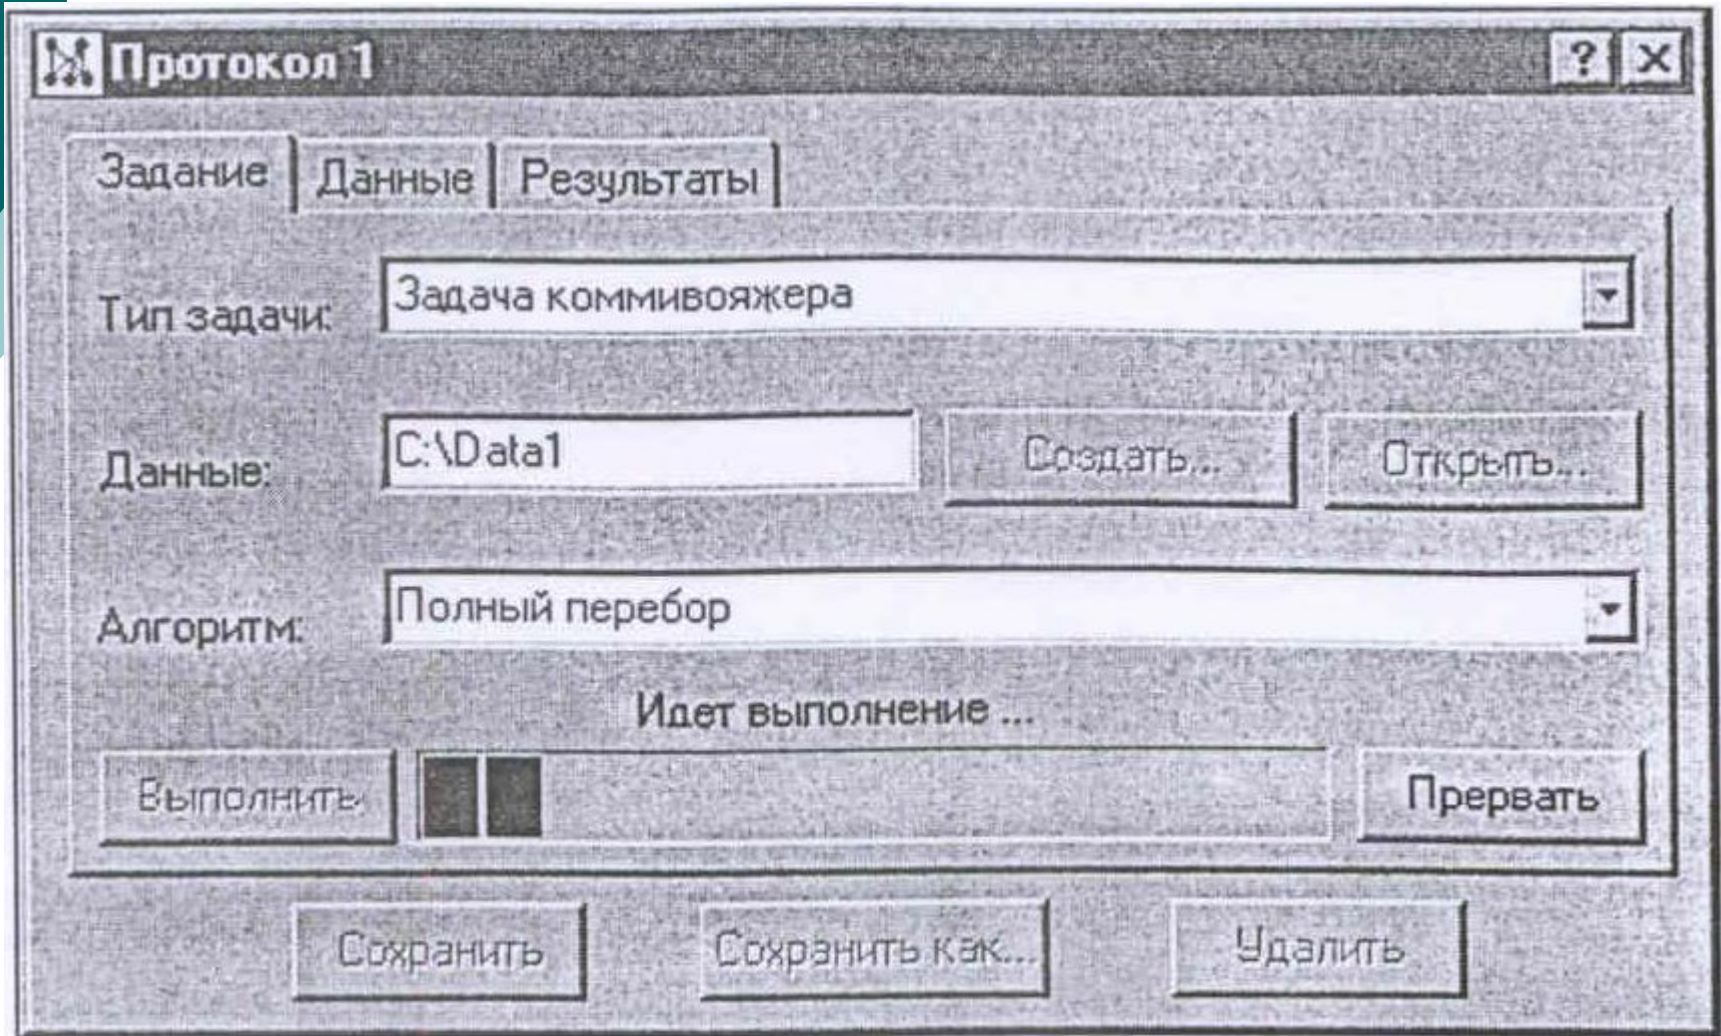 Протокол 1
Задание Данные Результаты
Тип задачи: Задача коммивояжера
Данные: C:\Data1 Создать... Открыть...
Алгоритм: Полный перебор
Идет выполнение ...
Выполнить Прервать
Сохранить Сохранить как... Удалить